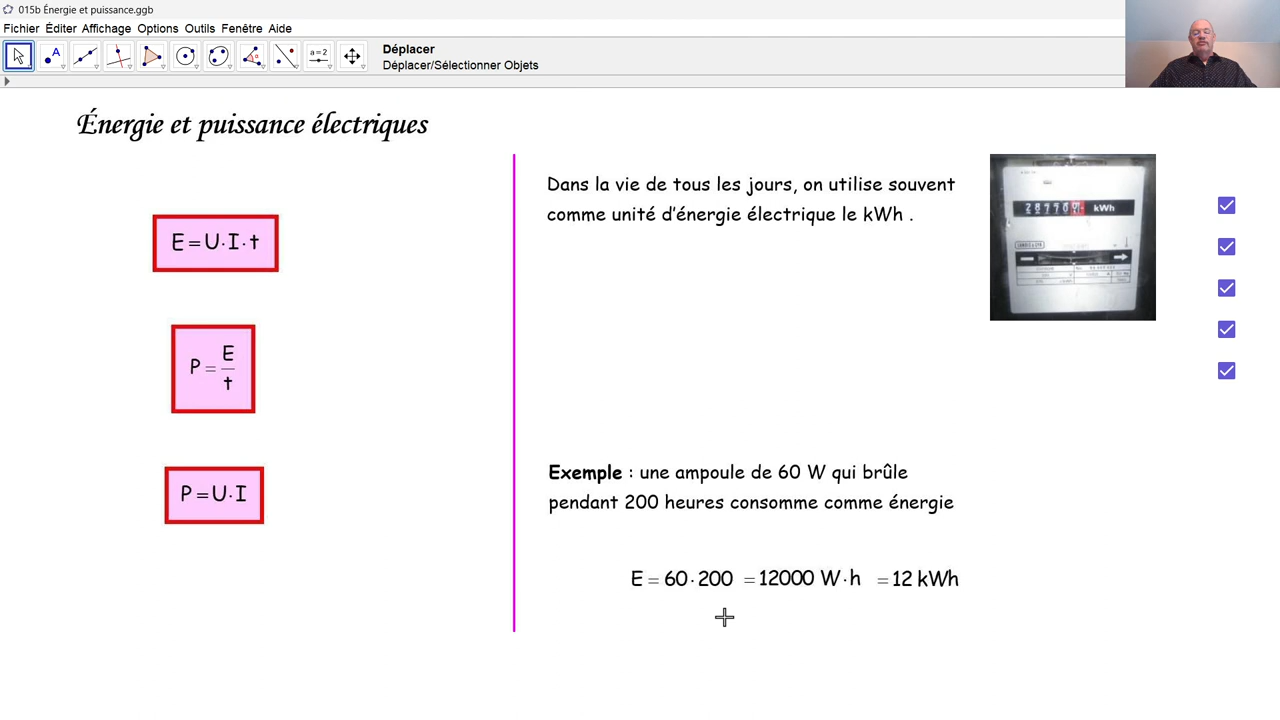 015b Énergie et puissance.ggb
Fichier Éditer Affichage Options Outils Fenêtre Aide
A
a=2
Déplacer
Déplacer/Sélectionner Objets
Énergie et puissance électriques
E = U · I · t
P = E/t
P = U · I
Dans la vie de tous les jours, on utilise souvent
comme unité d’énergie électrique le kWh .
kWh
Exemple : une ampoule de 60 W qui brûle
pendant 200 heures consomme comme énergie
E = 60 · 200 = 12000 W · h = 12 kWh